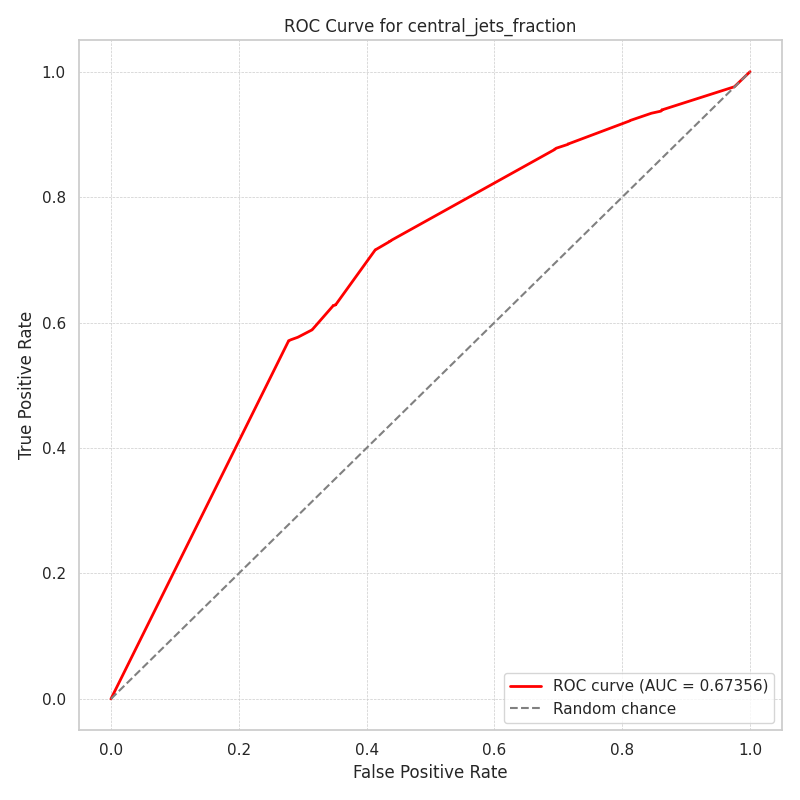 ROC Curve for central_jets_fraction
True Positive Rate
1.0
0.8
0.6
0.4
0.2
0.0
0.0 0.2 0.4 0.6 0.8 1.0
False Positive Rate
ROC curve (AUC = 0.67356)
Random chance